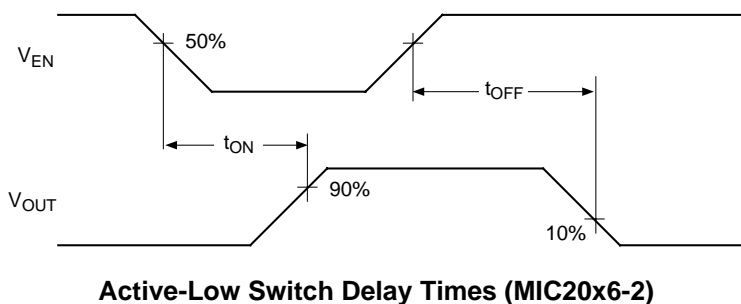 50%
V_EN
t_OFF
t_ON
90%
V_OUT
10%
Active-Low Switch Delay Times (MIC20x6-2)